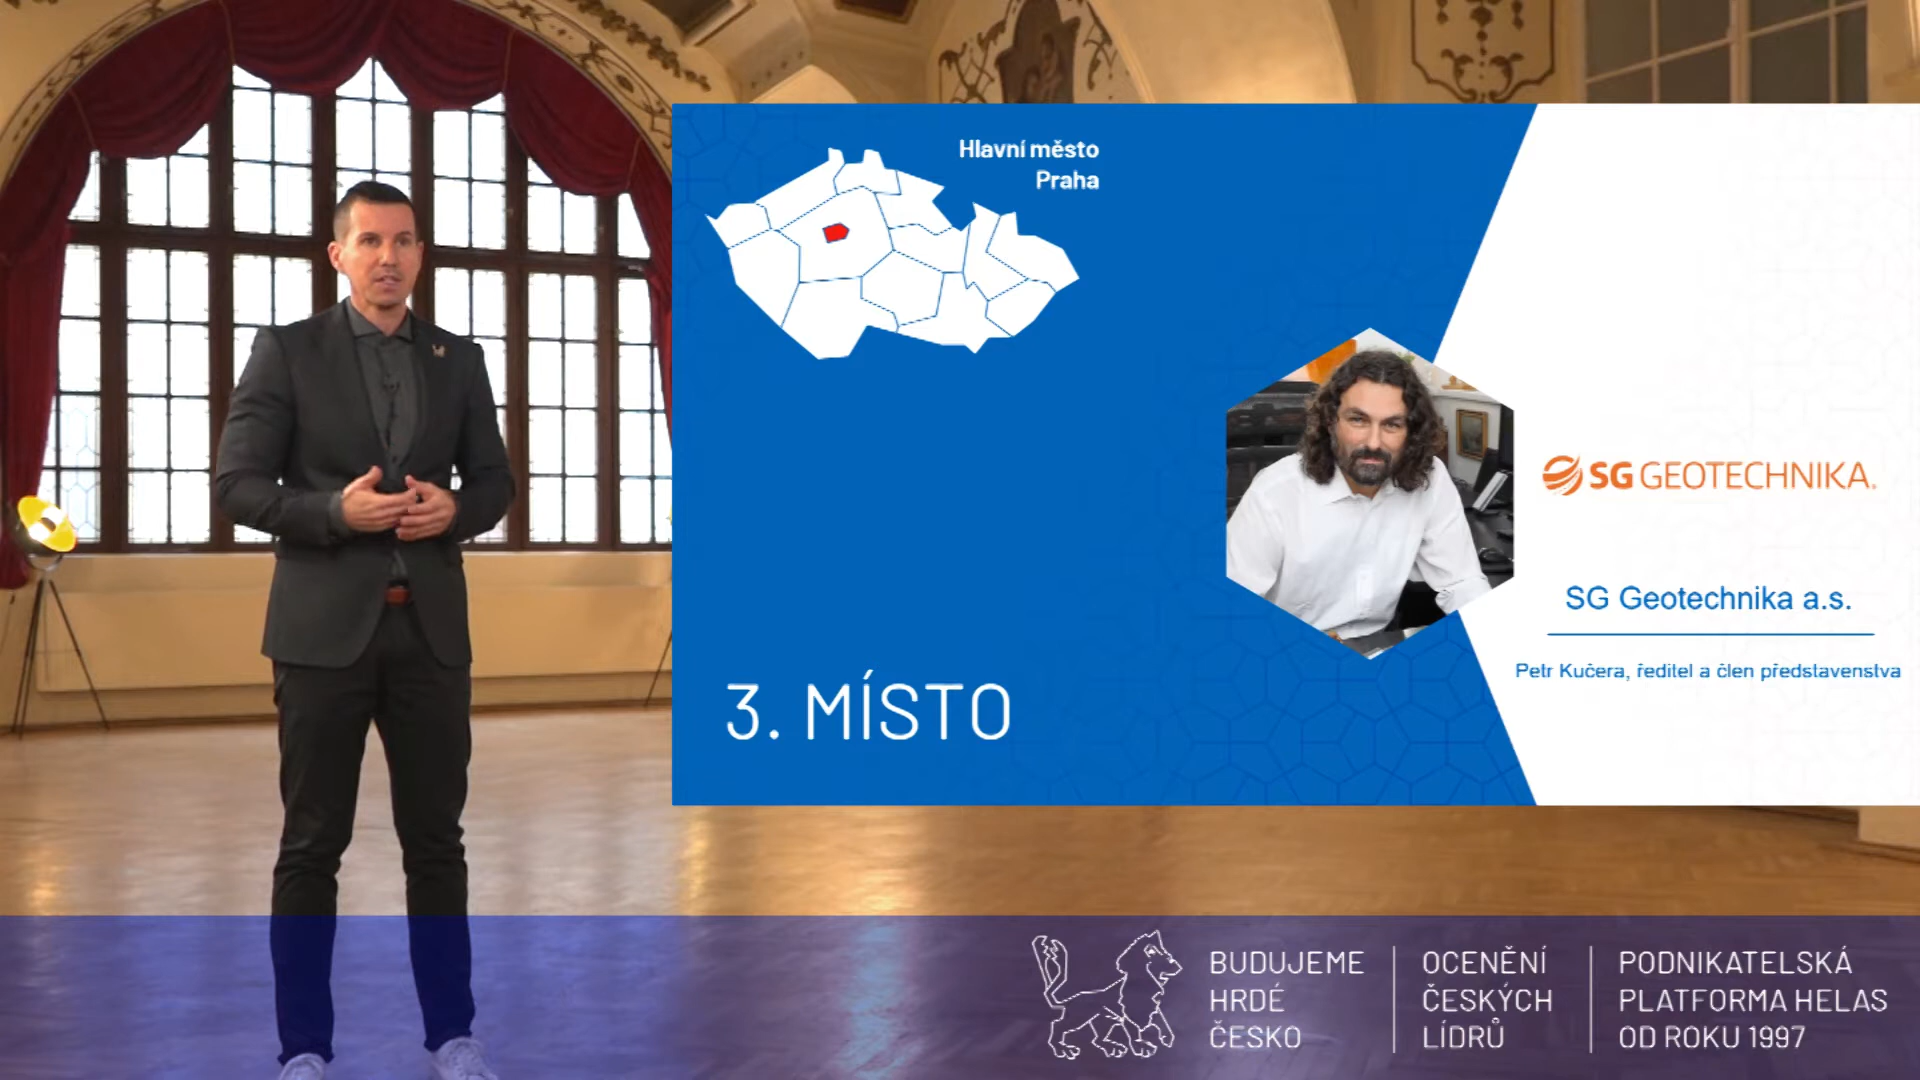 Hlavní město
Praha
SG GEOTECHNIKA®
SG Geotechnika a.s.
Petr Kučera, ředitel a člen představenstva
3. MÍSTO
BUDUJEME
HRDÉ
ČESKO
OCENĚNÍ
ČESKÝCH
LÍDRŮ
PODNIKATELSKÁ
PLATFORMA HELAS
OD ROKU 1997